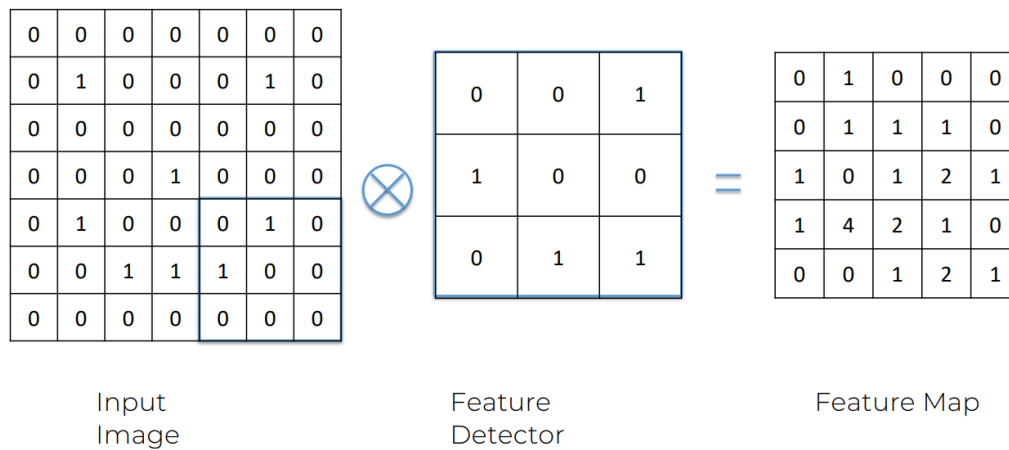 0 0 0 0 0 0 0
0 1 0 0 0 1 0
0 0 0 0 0 0 0
0 0 0 1 0 0 0
0 1 0 0 0 1 0
0 0 1 1 1 0 0
0 0 0 0 0 0 0
Input
Image
0 0 1
1 0 0
0 1 1
Feature
Detector
=
0 1 0 0 0
0 1 1 1 0
1 0 1 2 1
1 4 2 1 0
0 0 1 2 1
Feature Map